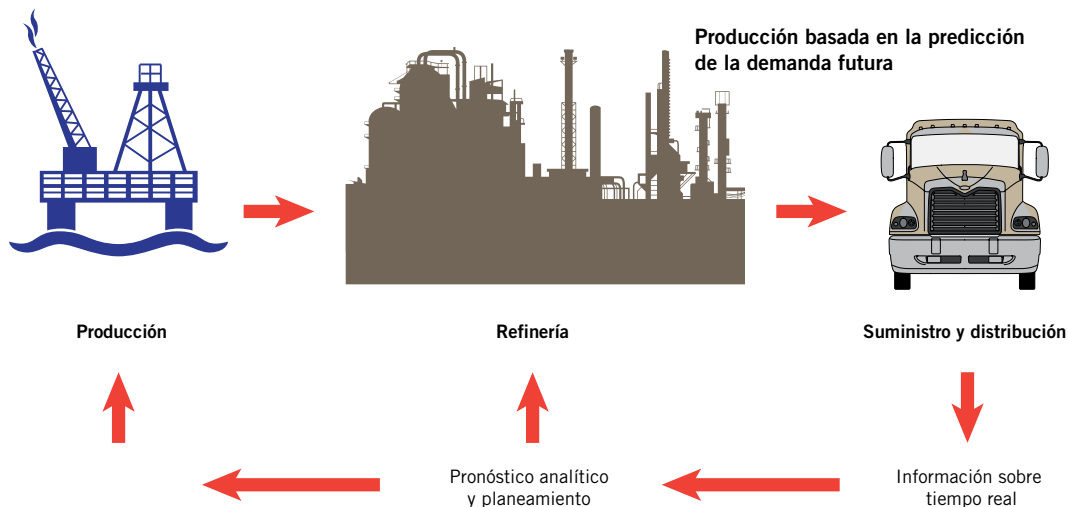 Producción basada en la predicción
de la demanda futura
Producción
Refinería
Suministro y distribución
Pronóstico analítico
y planeamiento
Información sobre
tiempo real